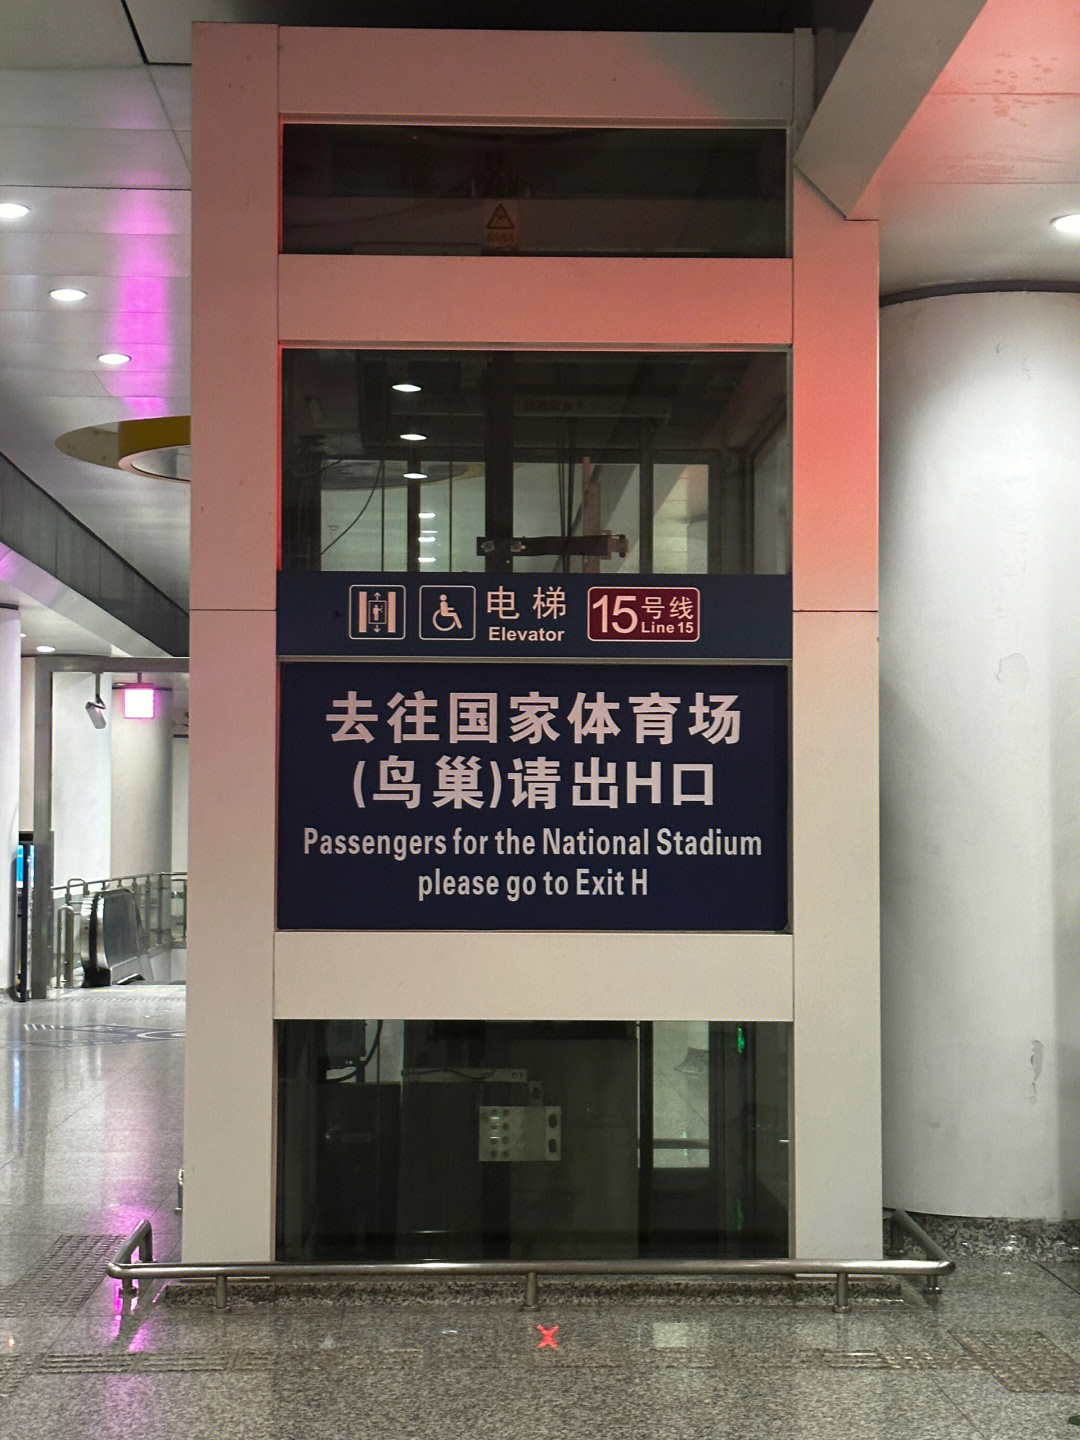 电梯
Elevator
15号线
Line 15
去往国家体育场
(鸟巢)请出H口
Passengers for the National Stadium
please go to Exit H